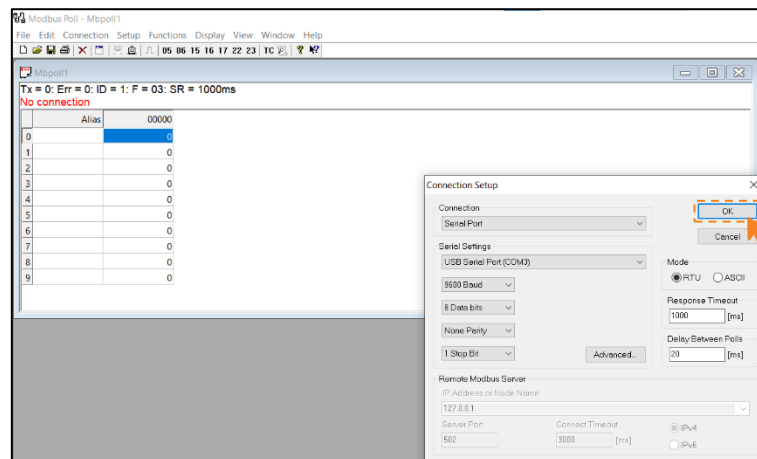 Modbus Poll - Mbpoll1
File Edit Connection Setup Functions Display View Window Help
05 06 15 16 17 22 23 TC
Mbpoll1
Tx = 0: Err = 0: ID = 1: F = 03: SR = 1000ms
No connection
Alias 00000
0 0
1 0
2 0
3 0
4 0
5 0
6 0
7 0
8 0
9 0
Connection Setup
Connection
Serial Port
OK
Cancel
Serial Settings
USB Serial Port (COM3)
9600 Baud
8 Data bits
None Parity
1 Stop Bit
Advanced...
Mode
RTU ASCII
Response Timeout
1000 [ms]
Delay Between Polls
20 [ms]
Remote Modbus Server
IP Address or Node Name
127.0.0.1
Server Port Connect Timeout
502 3000 [ms]
IPv4
IPv6